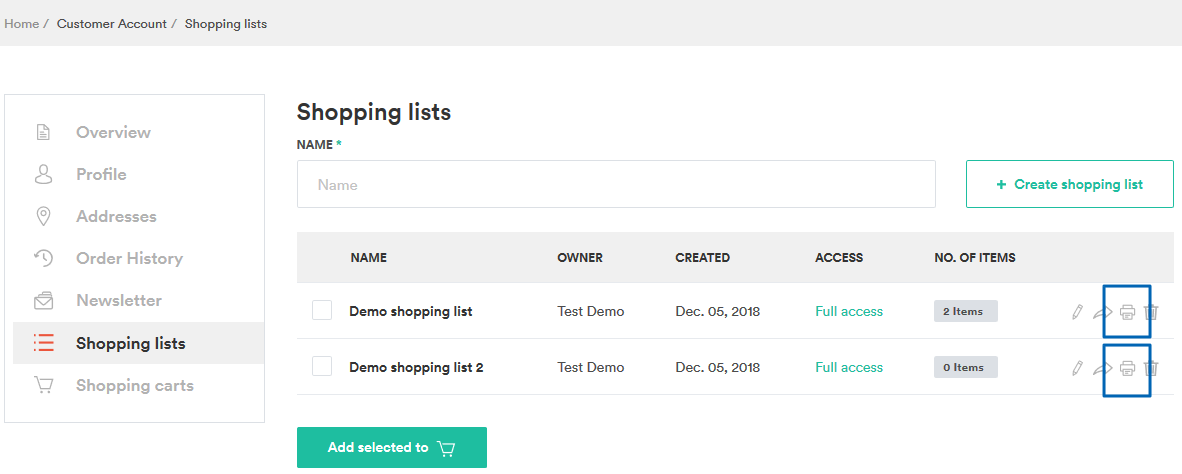 Home / Customer Account / Shopping lists
Overview
Profile
Addresses
Order History
Newsletter
Shopping lists
Shopping carts
Shopping lists
NAME *
Name
+ Create shopping list
NAME OWNER CREATED ACCESS NO. OF ITEMS
Demo shopping list Test Demo Dec. 05, 2018 Full access 2 Items
Demo shopping list 2 Test Demo Dec. 05, 2018 Full access 0 Items
Add selected to